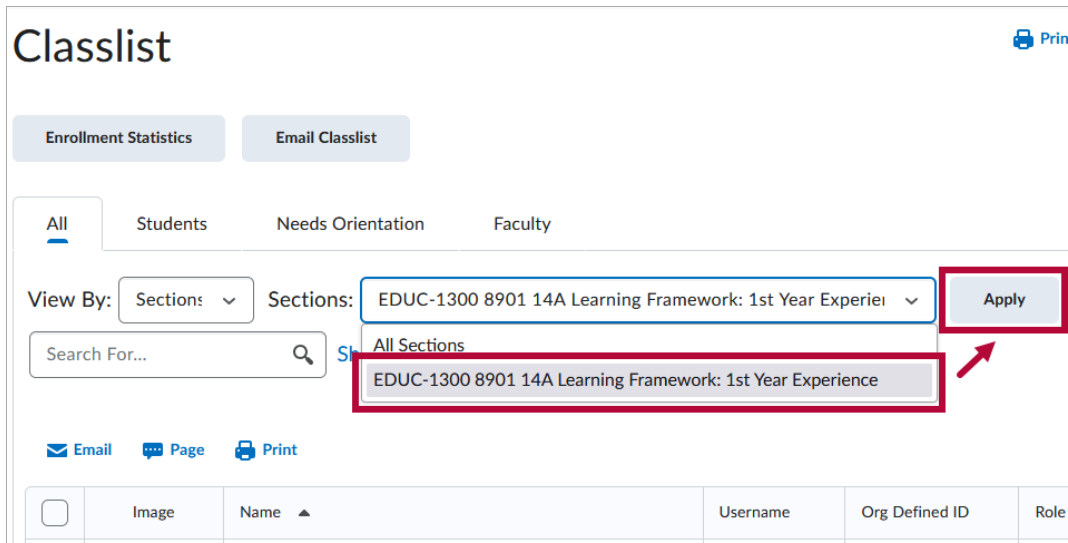 Classlist
Prin
Enrollment Statistics
Email Classlist
All
Students
Needs Orientation
Faculty
View By:
Sections
Sections:
EDUC-1300 8901 14A Learning Framework: 1st Year Experier
Apply
Search For...
Sh
All Sections
EDUC-1300 8901 14A Learning Framework: 1st Year Experience
Email
Page
Print
Image
Name
Username
Org Defined ID
Role